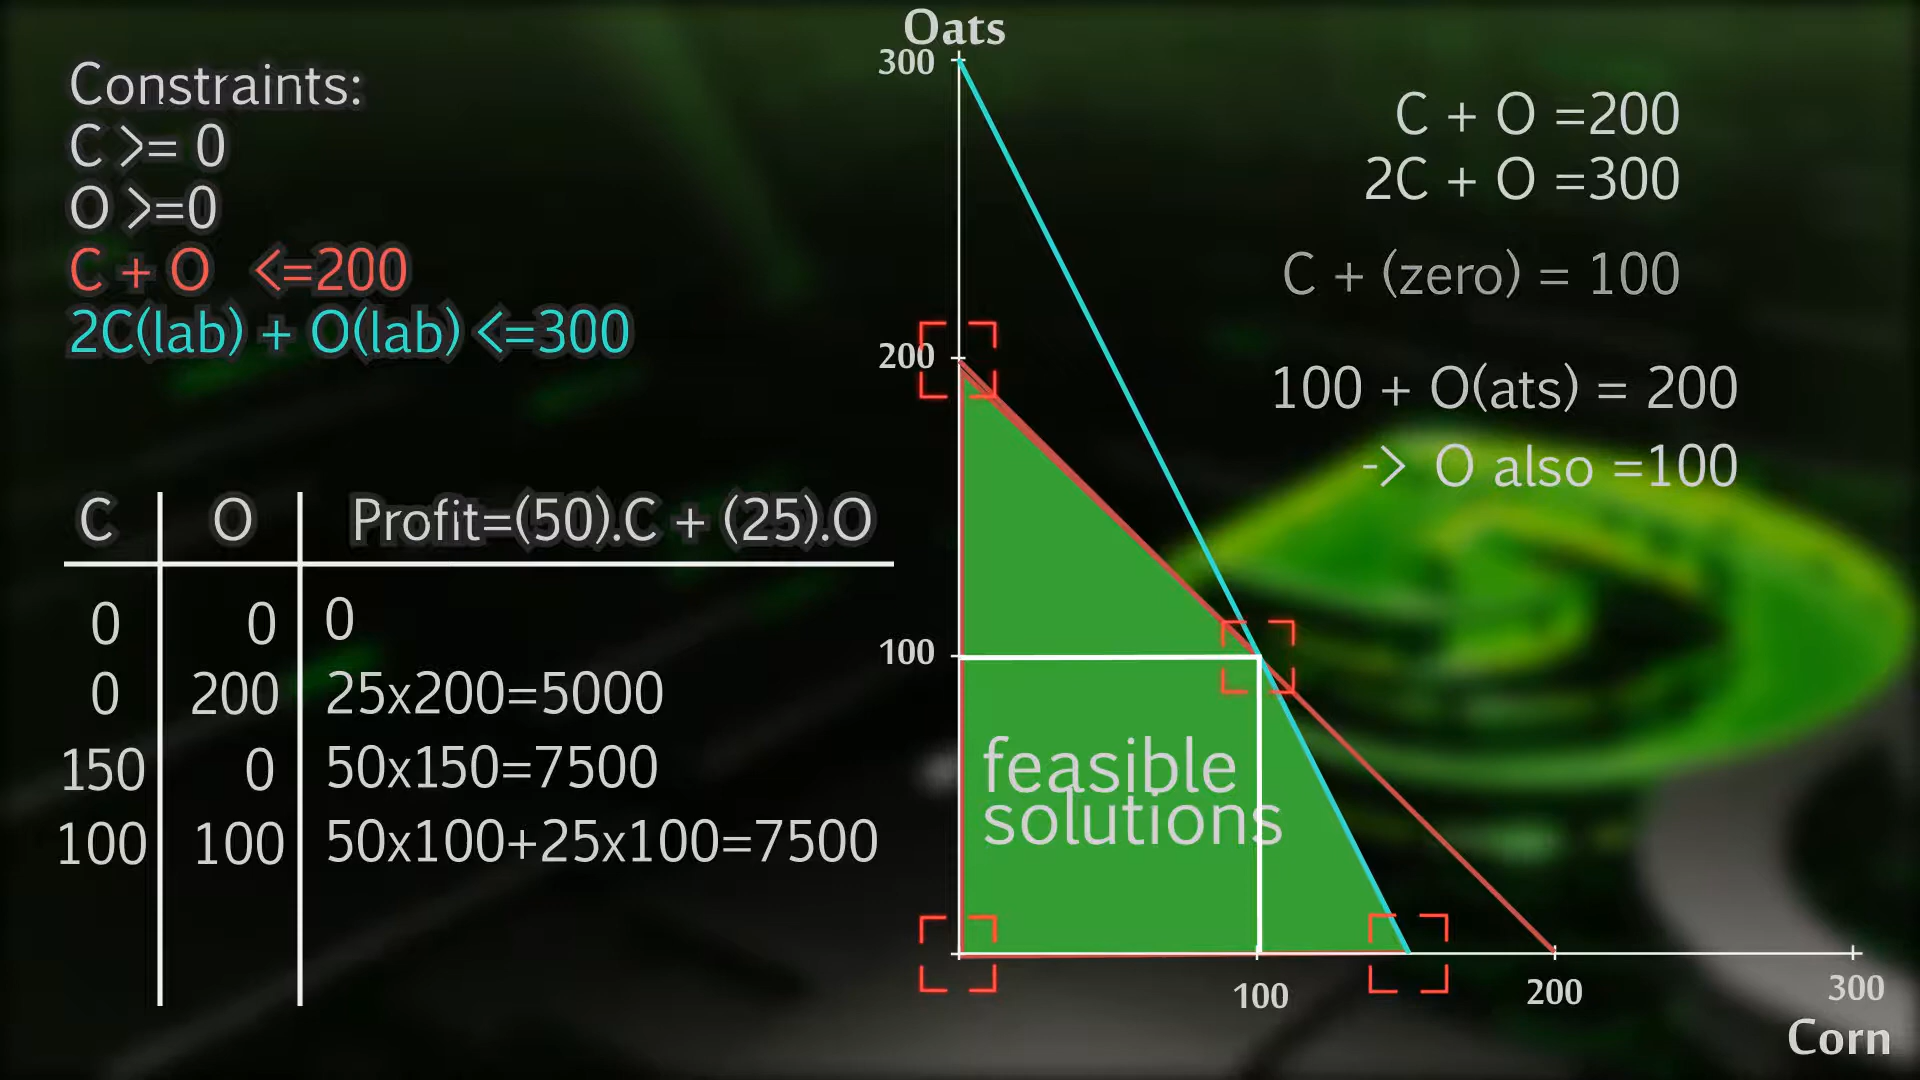 Constraints:
C >= 0
O >=0
C + O <=200
2C(lab) + O(lab) <=300
C O Profit=(50).C + (25).O
0 0 0
0 200 25x200=5000
150 0 50x150=7500
100 100 50x100+25x100=7500
Oats
300
200
100
feasible
solutions
100 200 300
Corn
C + O =200
2C + O =300
C + (zero) = 100
100 + O(ats) = 200
-> O also =100